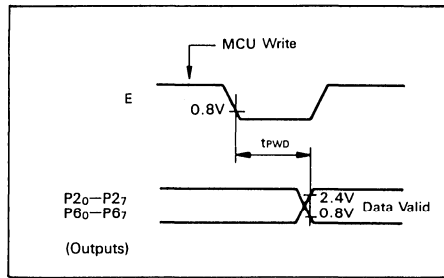 MCU Write
E
0.8V
tPWD
P2₀—P2₇
P6₀—P6₇
2.4V
0.8V
Data Valid
(Outputs)